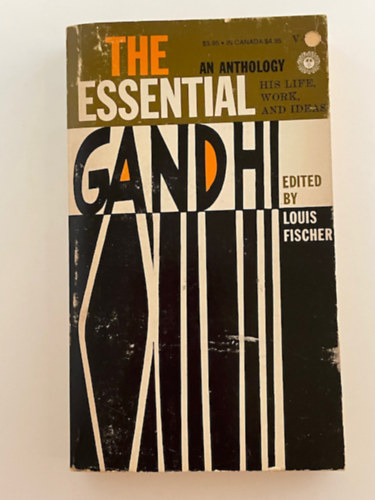 THE
ESSENTIAL
$5.95 • IN CANADA $4.95
V
AN ANTHOLOGY
HIS LIFE,
WORK,
AND IDEAS
GANDHI
EDITED
BY
LOUIS
FISCHER